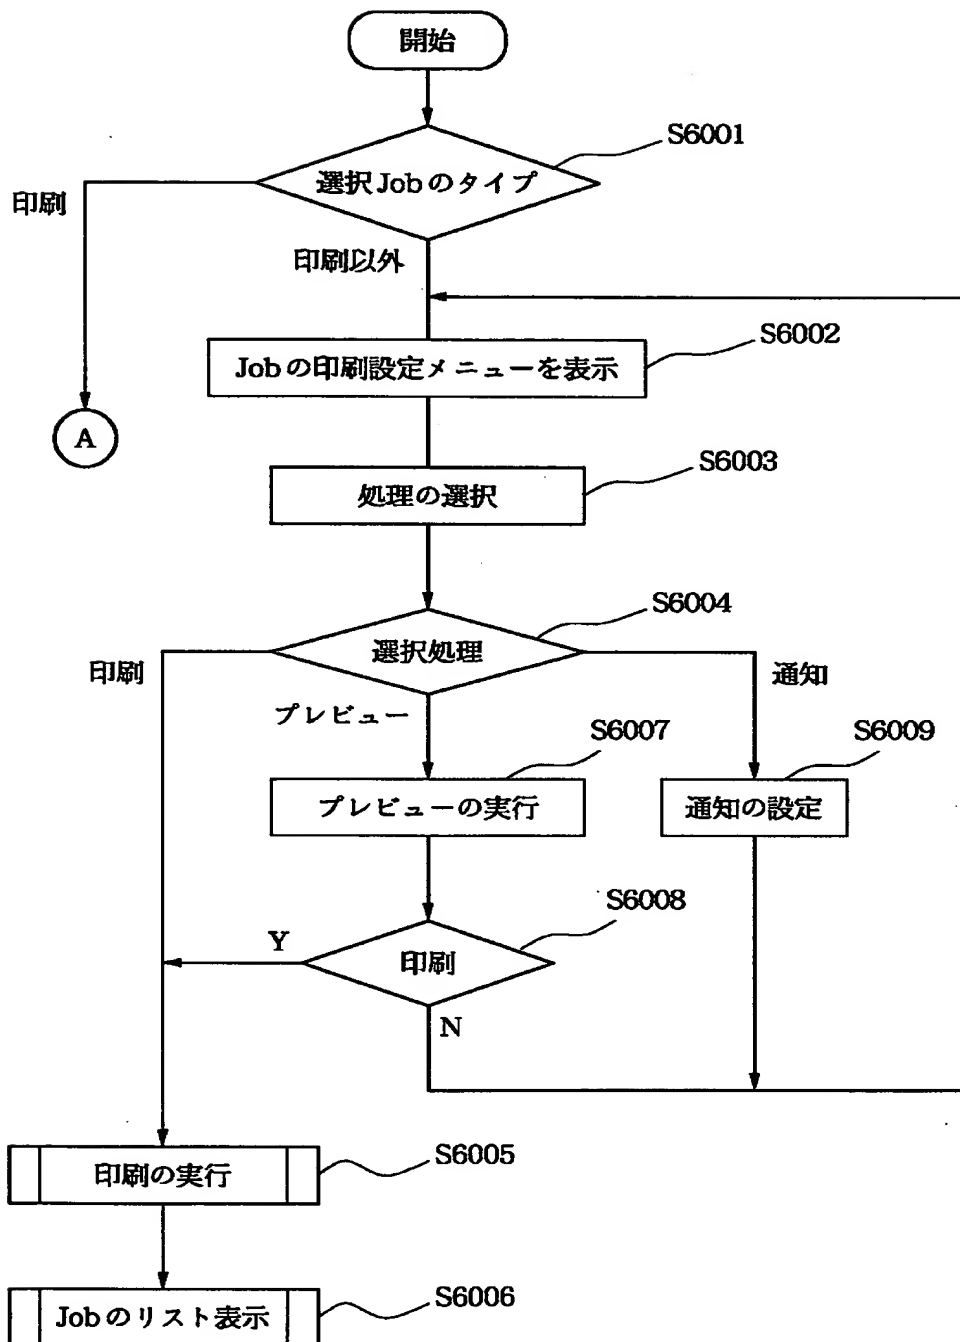 開始
S6001
選択Jobのタイプ
印刷
印刷以外
S6002
Jobの印刷設定メニューを表示
A
S6003
処理の選択
S6004
選択処理
印刷
通知
プレビュー
S6007
S6009
プレビューの実行
通知の設定
S6008
Y
印刷
N
S6005
印刷の実行
S6006
Jobのリスト表示